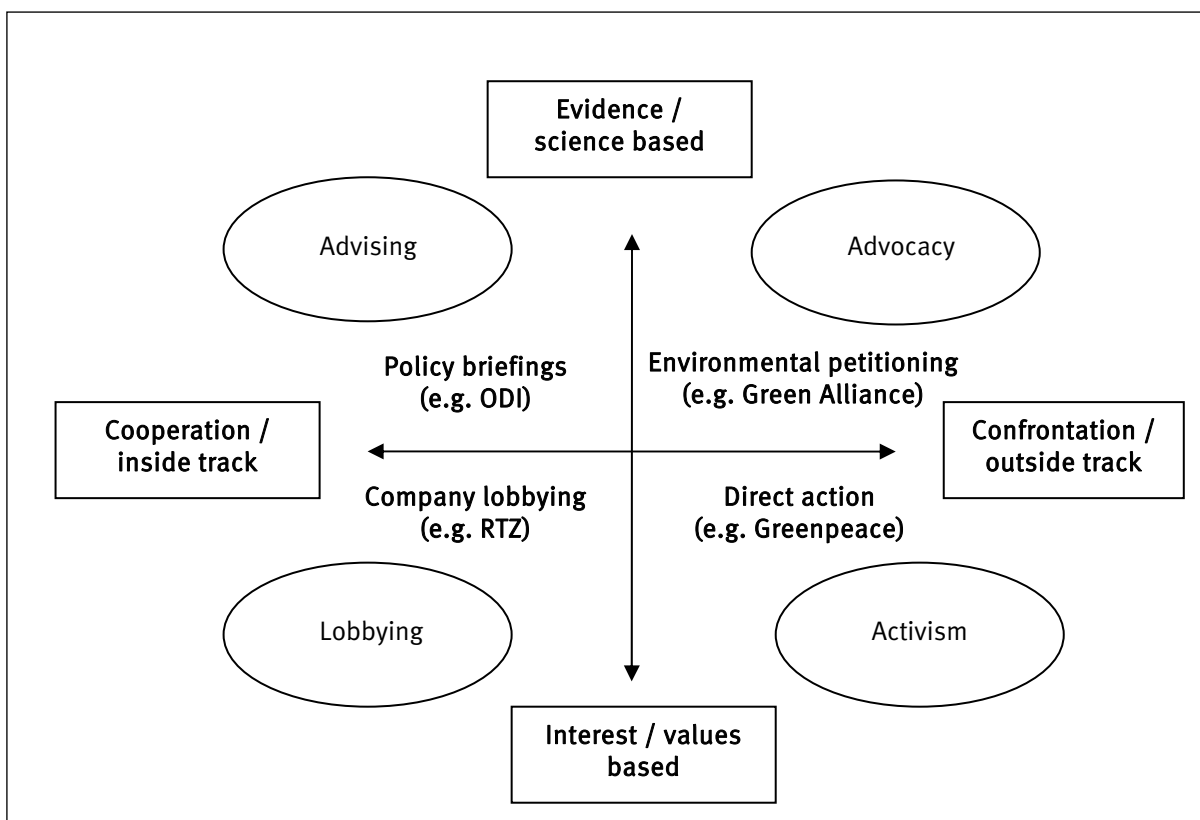 Evidence /
science based
Advising
Advocacy
Policy briefings
(e.g. ODI)
Environmental petitioning
(e.g. Green Alliance)
Cooperation /
inside track
Confrontation /
outside track
Company lobbying
(e.g. RTZ)
Direct action
(e.g. Greenpeace)
Lobbying
Activism
Interest / values
based